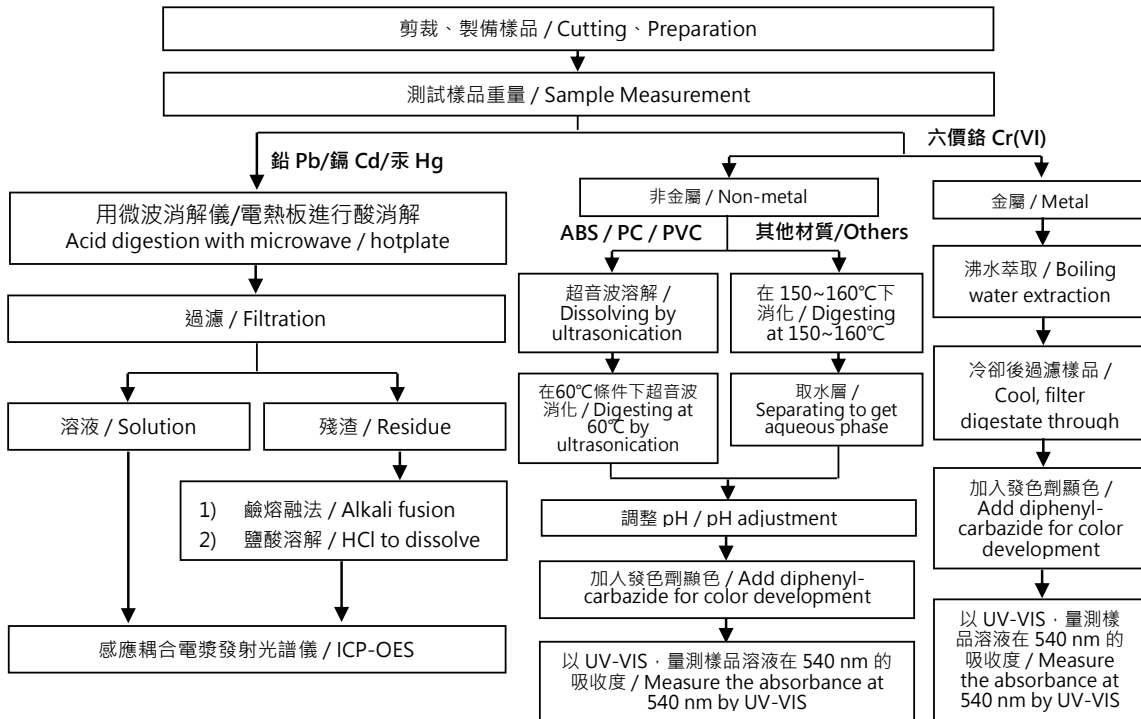 剪裁、製備樣品 / Cutting、Preparation
測試樣品重量 / Sample Measurement
鉛 Pb/鎘 Cd/汞 Hg
六價鉻 Cr(VI)
用微波消解儀/電熱板進行酸消解
Acid digestion with microwave / hotplate
過濾 / Filtration
溶液 / Solution
殘渣 / Residue
1) 鹼熔融法 / Alkali fusion
2) 鹽酸溶解 / HCl to dissolve
感應耦合電漿發射光譜儀 / ICP-OES
非金屬 / Non-metal
ABS / PC / PVC
其他材質/Others
超音波溶解 /
Dissolving by
ultrasonication
在60℃條件下超音波
消化 / Digesting at
60℃ by
ultrasonication
在 150~160℃下
消化 / Digesting
at 150~160℃
取水層 /
Separating to get
aqueous phase
調整 pH / pH adjustment
加入發色劑顯色 / Add diphenyl-
carbazide for color development
以 UV-VIS，量測樣品溶液在 540 nm 的
吸收度 / Measure the absorbance at
540 nm by UV-VIS
金屬 / Metal
沸水萃取 / Boiling
water extraction
冷卻後過濾樣品 /
Cool, filter
digestate through
加入發色劑顯色 /
Add diphenyl-
carbazide for color
development
以 UV-VIS，量測樣
品溶液在 540 nm 的
吸收度 / Measure
the absorbance at
540 nm by UV-VIS